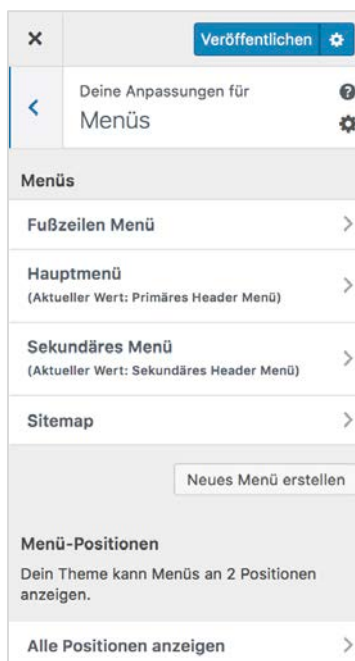 Veröffentlichen
Deine Anpassungen für
Menüs
Menüs
Fußzeilen Menü
Hauptmenü
(Aktueller Wert: Primäres Header Menü)
Sekundäres Menü
(Aktueller Wert: Sekundäres Header Menü)
Sitemap
Neues Menü erstellen
Menü-Positionen
Dein Theme kann Menüs an 2 Positionen
anzeigen.
Alle Positionen anzeigen